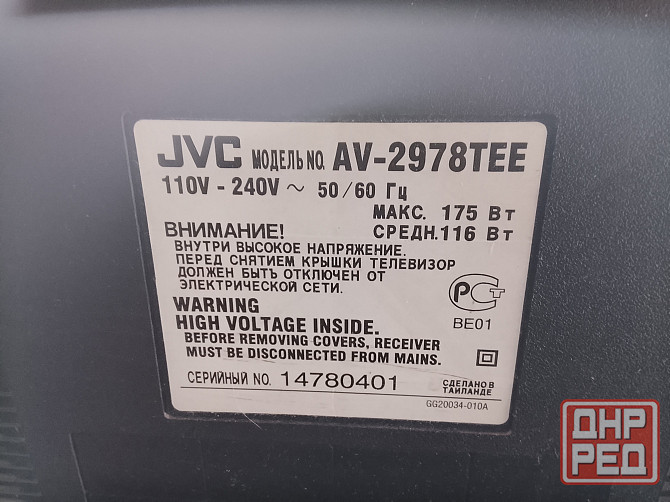 JVC МОДЕЛЬ NO. AV-2978TEE
110V - 240V ~ 50/60 Гц
МАКС. 175 Вт
СРЕДН.116 Вт
ВНИМАНИЕ!
ВНУТРИ ВЫСОКОЕ НАПРЯЖЕНИЕ.
ПЕРЕД СНЯТИЕМ КРЫШКИ ТЕЛЕВИЗОР
ДОЛЖЕН БЫТЬ ОТКЛЮЧЕН ОТ
ЭЛЕКТРИЧЕСКОЙ СЕТИ.
РСТ
BE01
WARNING
HIGH VOLTAGE INSIDE.
BEFORE REMOVING COVERS, RECEIVER
MUST BE DISCONNECTED FROM MAINS.
СЕРИЙНЫЙ NO. 14780401
СДЕЛАНО В
ТАИЛАНДЕ
GG20034-010A
ДНР
РЕД